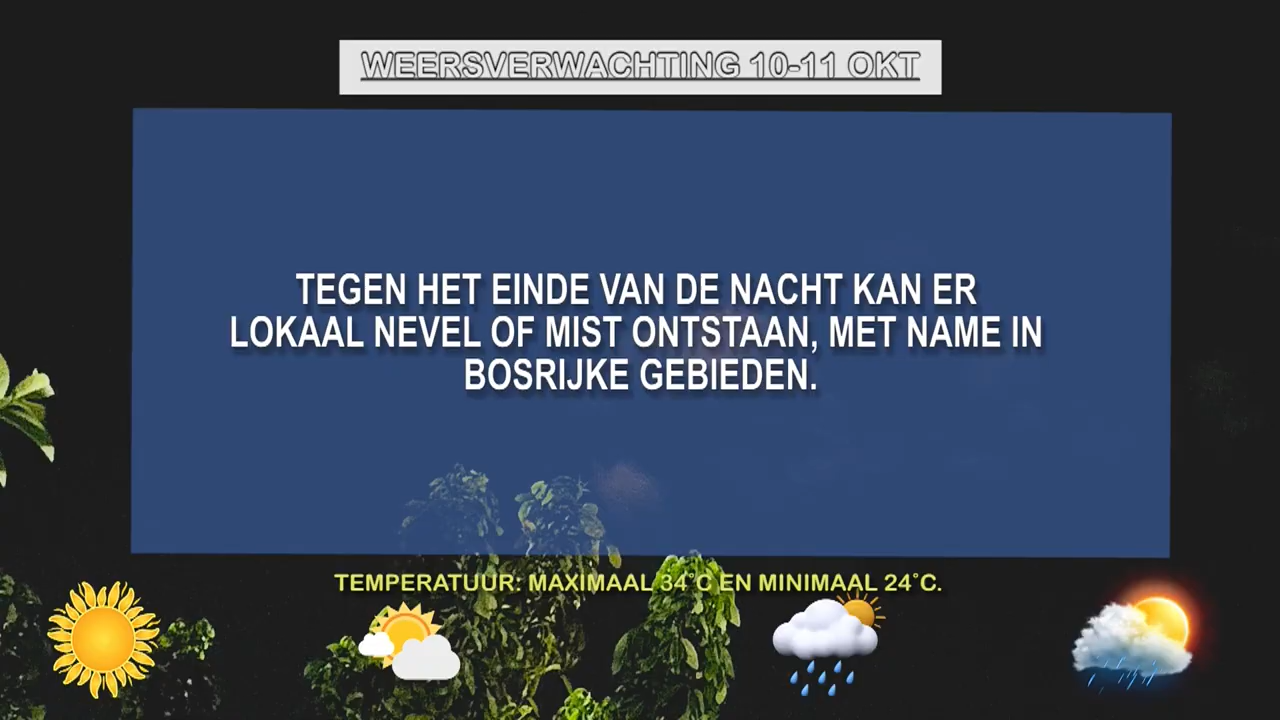 WEERSVERWACHTING 10-11 OKT
TEGEN HET EINDE VAN DE NACHT KAN ER
LOKAAL NEVEL OF MIST ONTSTAAN, MET NAME IN
BOSRIJKE GEBIEDEN.
TEMPERATUUR: MAXIMAAL 34°C EN MINIMAAL 24°C.